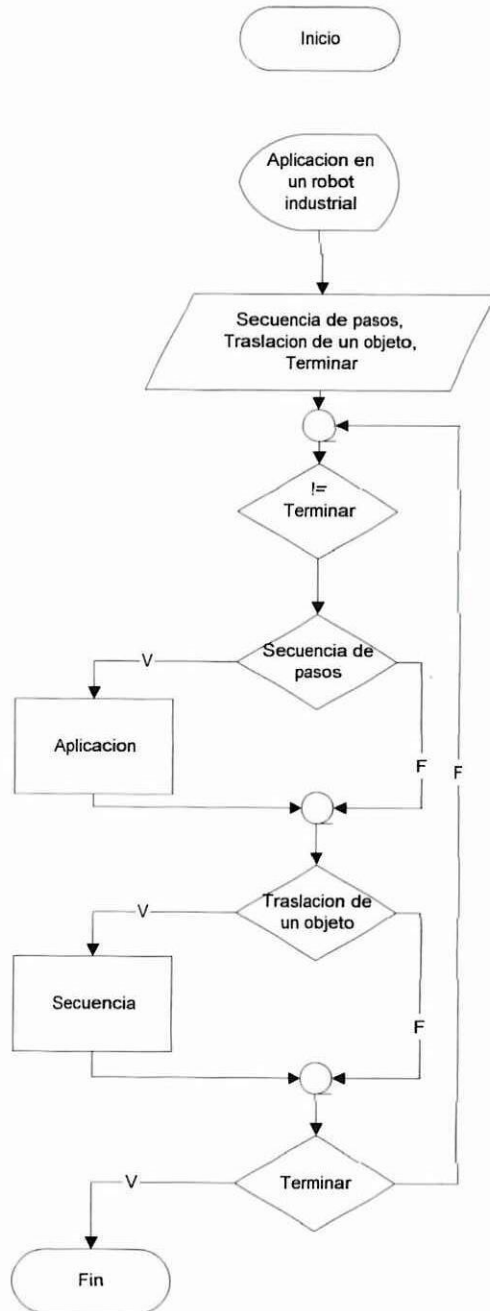 Inicio
Aplicacion en
un robot
industrial
Secuencia de pasos,
Traslacion de un objeto,
Terminar
!=
Terminar
Secuencia de
pasos
V
Aplicacion
F
F
Traslacion de
un objeto
V
Secuencia
F
Terminar
V
Fin